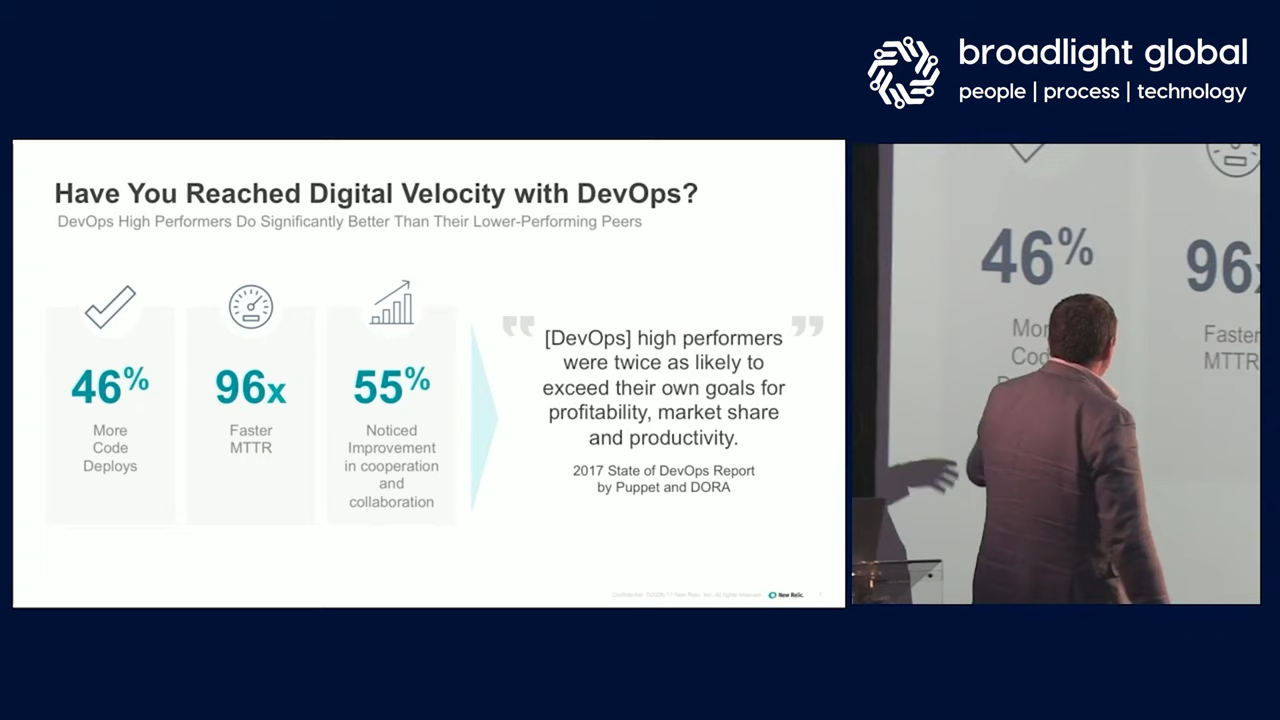 broadlight global
people | process | technology
Have You Reached Digital Velocity with DevOps?
DevOps High Performers Do Significantly Better Than Their Lower-Performing Peers
46%
More
Code
Deploys
96x
Faster
MTTR
55%
Noticed
Improvement
in cooperation
and
collaboration
" "
[DevOps] high performers
were twice as likely to
exceed their own goals for
profitability, market share
and productivity.
2017 State of DevOps Report
by Puppet and DORA
New Relic.
46%
96
Faster
MTTR